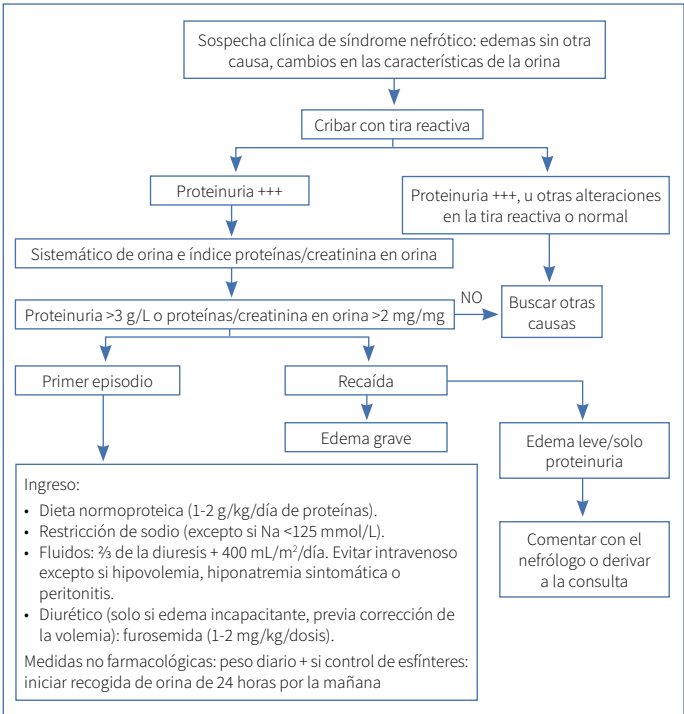 Sospecha clínica de síndrome nefrótico: edemas sin otra
causa, cambios en las características de la orina
Cribar con tira reactiva
Proteinuria +++
Proteinuria +++, u otras alteraciones
en la tira reactiva o normal
Sistemático de orina e índice proteínas/creatinina en orina
Proteinuria >3 g/L o proteínas/creatinina en orina >2 mg/mg
NO
Buscar otras
causas
Primer episodio
Recaída
Edema grave
Edema leve/solo
proteinuria
Comentar con el
nefrólogo o derivar
a la consulta
Ingreso:
• Dieta normoproteica (1-2 g/kg/día de proteínas).
• Restricción de sodio (excepto si Na <125 mmol/L).
• Fluidos: ⅔ de la diuresis + 400 mL/m²/día. Evitar intravenoso
excepto si hipovolemia, hiponatremia sintomática o
peritonitis.
• Diurético (solo si edema incapacitante, previa corrección de
la volemia): furosemida (1-2 mg/kg/dosis).
Medidas no farmacológicas: peso diario + si control de esfínteres:
iniciar recogida de orina de 24 horas por la mañana